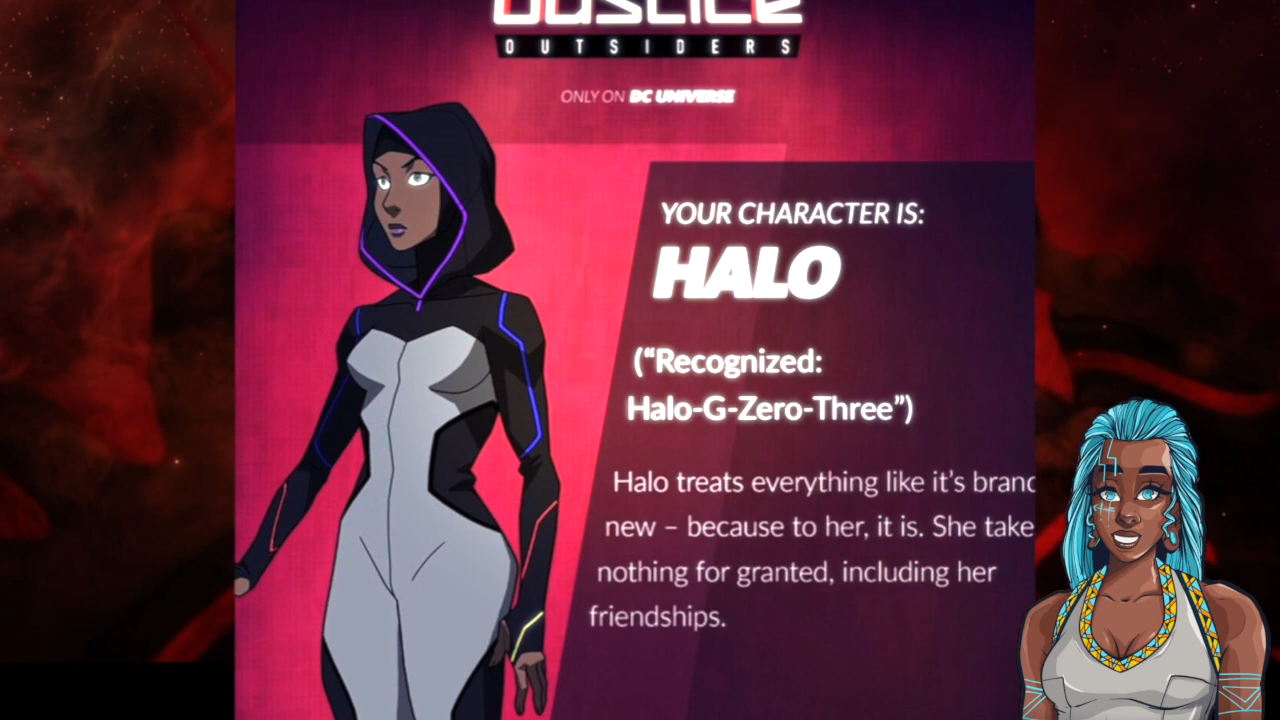 Justice
OUTSIDERS
ONLY ON DC UNIVERSE
YOUR CHARACTER IS:
HALO
(“Recognized:
Halo-G-Zero-Three”)
Halo treats everything like it’s brand
new – because to her, it is. She take
nothing for granted, including her
friendships.